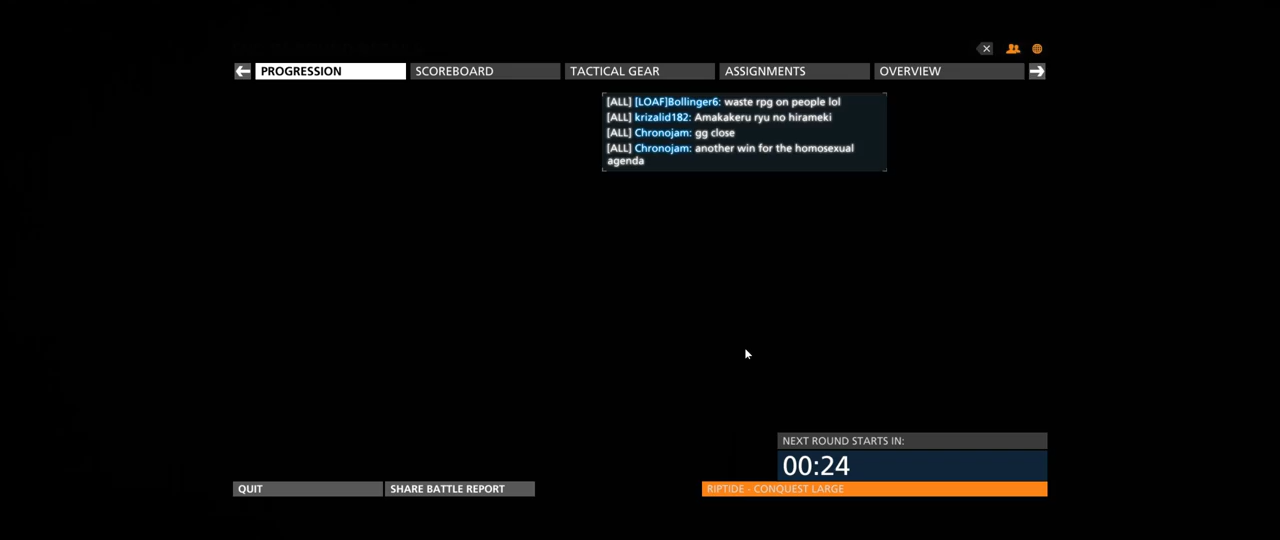 PROGRESSION
SCOREBOARD
TACTICAL GEAR
ASSIGNMENTS
OVERVIEW
[ALL] [LOAF]Bollinger6: waste rpg on people lol
[ALL] krizalid182: Amakakeru ryu no hirameki
[ALL] Chronojam: gg close
[ALL] Chronojam: another win for the homosexual
agenda
NEXT ROUND STARTS IN:
00:24
QUIT
SHARE BATTLE REPORT
RIPTIDE - CONQUEST LARGE